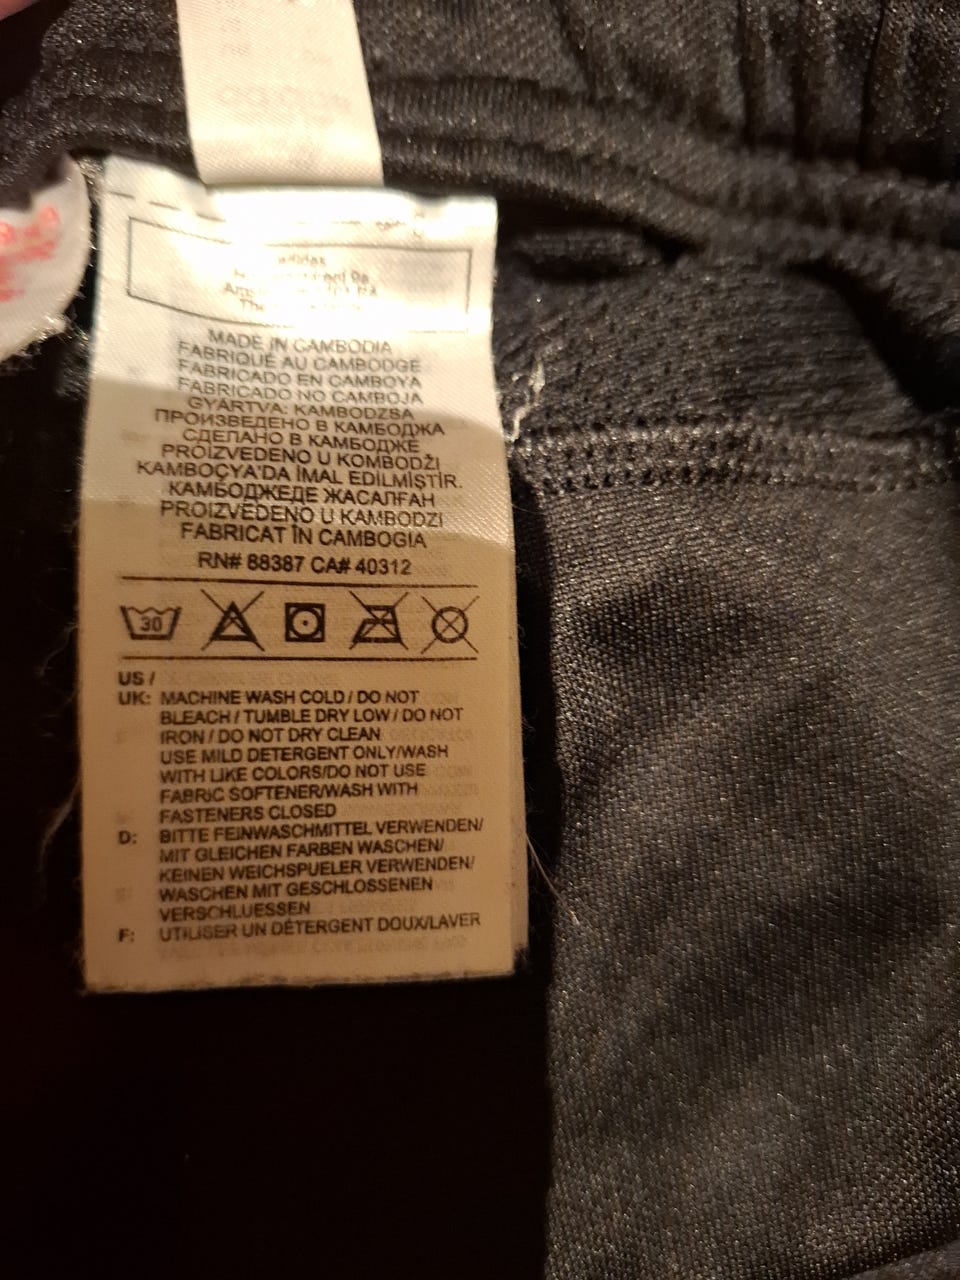 adidas
MADE IN CAMBODIA
FABRIQUÉ AU CAMBODGE
FABRICADO EN CAMBOYA
FABRICADO NO CAMBOJA
GYÁRTVA: KAMBODZSA
ПРОИЗВЕДЕНО В КАМБОДЖА
СДЕЛАНО В КАМБОДЖЕ
PROIZVEDENO U KOMBODŽI
KAMBOÇYA'DA İMAL EDİLMİŞTİR.
КАМБОДЖЕДЕ ЖАСАЛҒАН
PROIZVEDENO U KAMBODZI
FABRICAT ÎN CAMBOGIA
RN# 88387 CA# 40312
30
US /
UK: MACHINE WASH COLD / DO NOT
BLEACH / TUMBLE DRY LOW / DO NOT
IRON / DO NOT DRY CLEAN
USE MILD DETERGENT ONLY/WASH
WITH LIKE COLORS/DO NOT USE
FABRIC SOFTENER/WASH WITH
FASTENERS CLOSED
D: BITTE FEINWASCHMITTEL VERWENDEN/
MIT GLEICHEN FARBEN WASCHEN/
KEINEN WEICHSPUELER VERWENDEN/
WASCHEN MIT GESCHLOSSENEN
VERSCHLUESSEN
F: UTILISER UN DÉTERGENT DOUX/LAVER